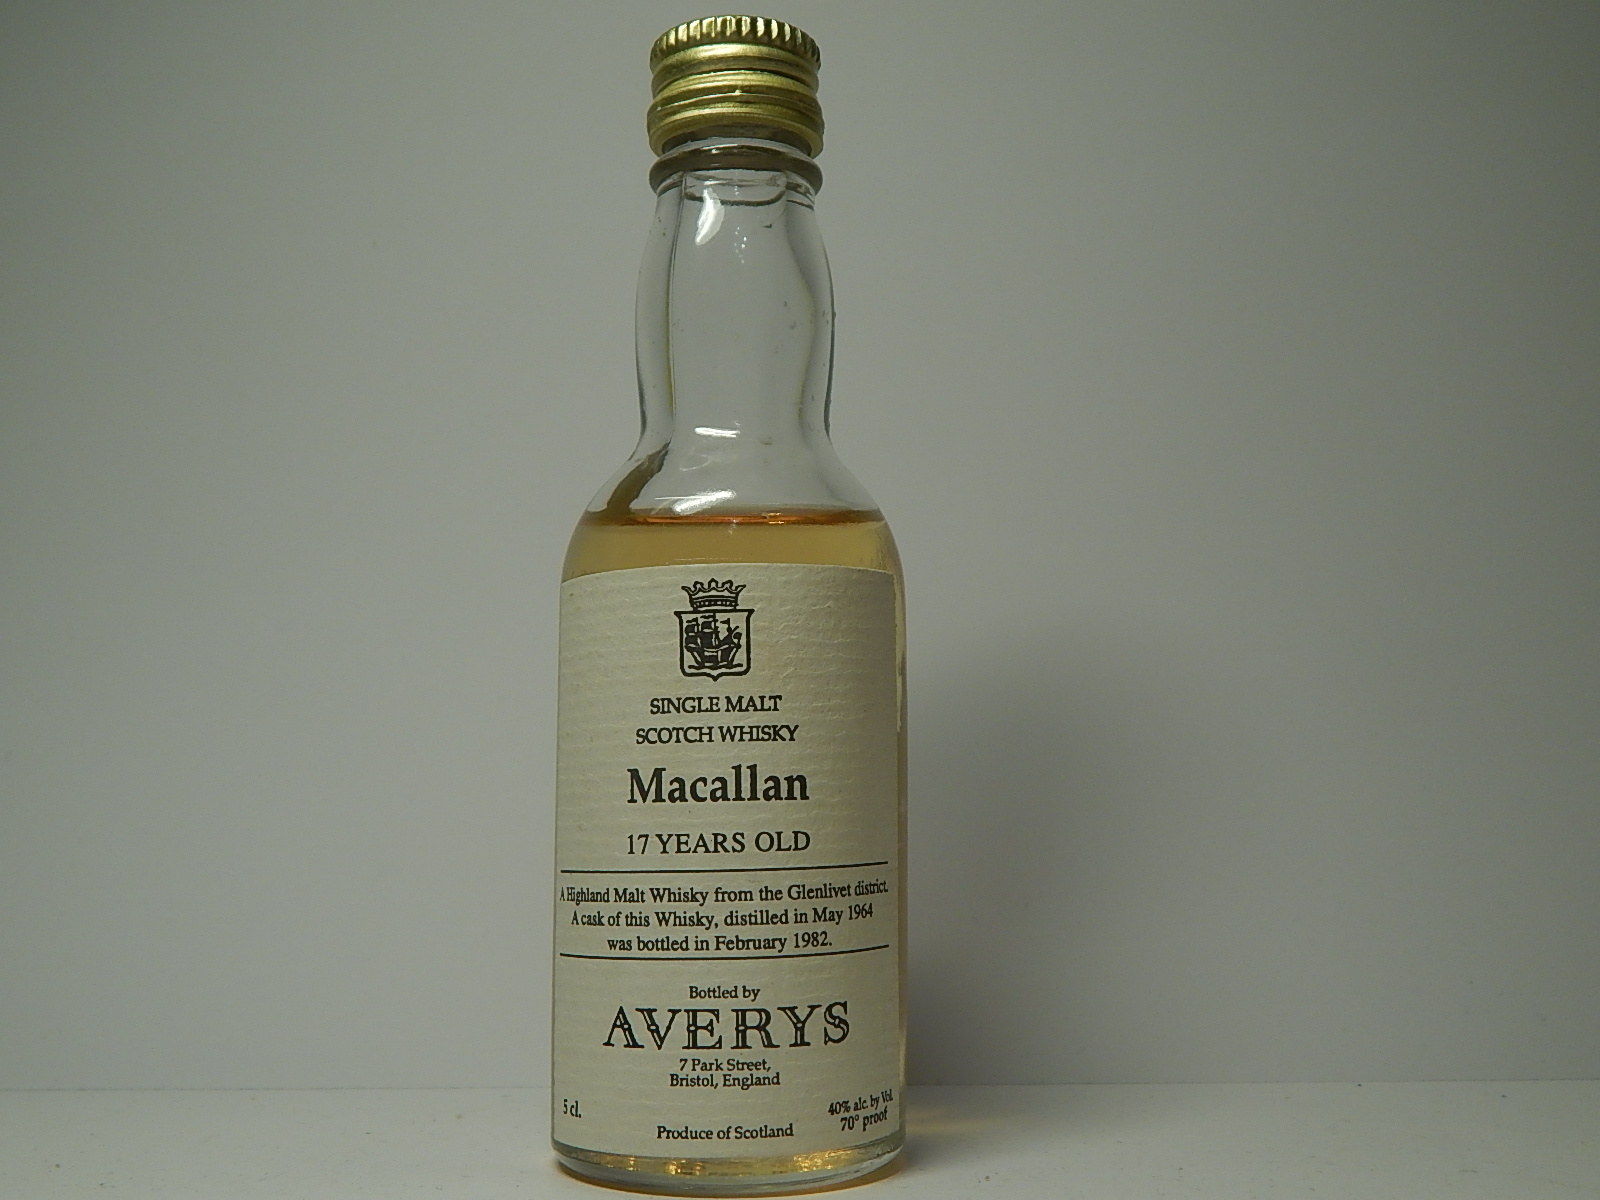 SINGLE MALT
SCOTCH WHISKY
Macallan
17 YEARS OLD
A Highland Malt Whisky from the Glenlivet district.
A cask of this Whisky, distilled in May 1964
was bottled in February 1982.
Bottled by
AVERYS
7 Park Street,
Bristol, England
5 cl.
40% alc. by Vol.
70° proof
Produce of Scotland